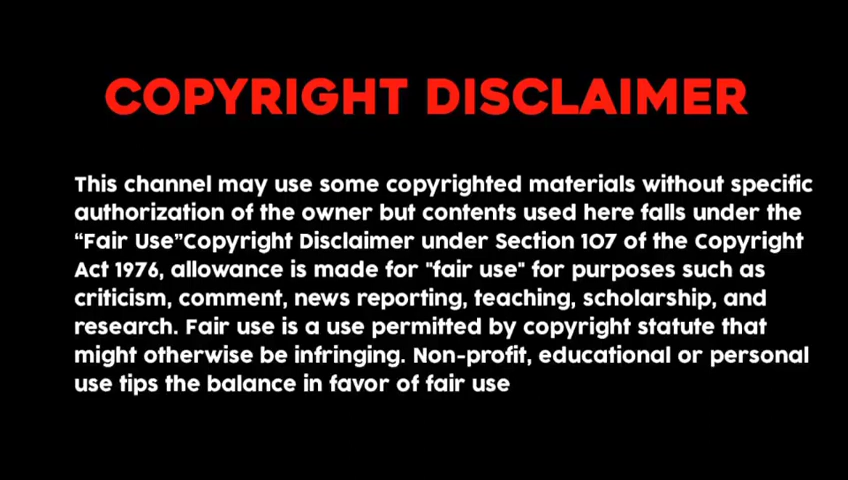 COPYRIGHT DISCLAIMER
This channel may use some copyrighted materials without specific
authorization of the owner but contents used here falls under the
“Fair Use”Copyright Disclaimer under Section 107 of the Copyright
Act 1976, allowance is made for "fair use" for purposes such as
criticism, comment, news reporting, teaching, scholarship, and
research. Fair use is a use permitted by copyright statute that
might otherwise be infringing. Non-profit, educational or personal
use tips the balance in favor of fair use